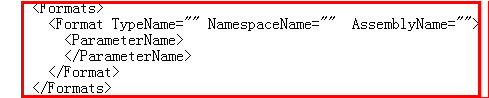 <Formats>
<Format TypeName="" NamespaceName="" AssemblyName="">
<ParameterName>
</ParameterName>
</Format>
</Formats>